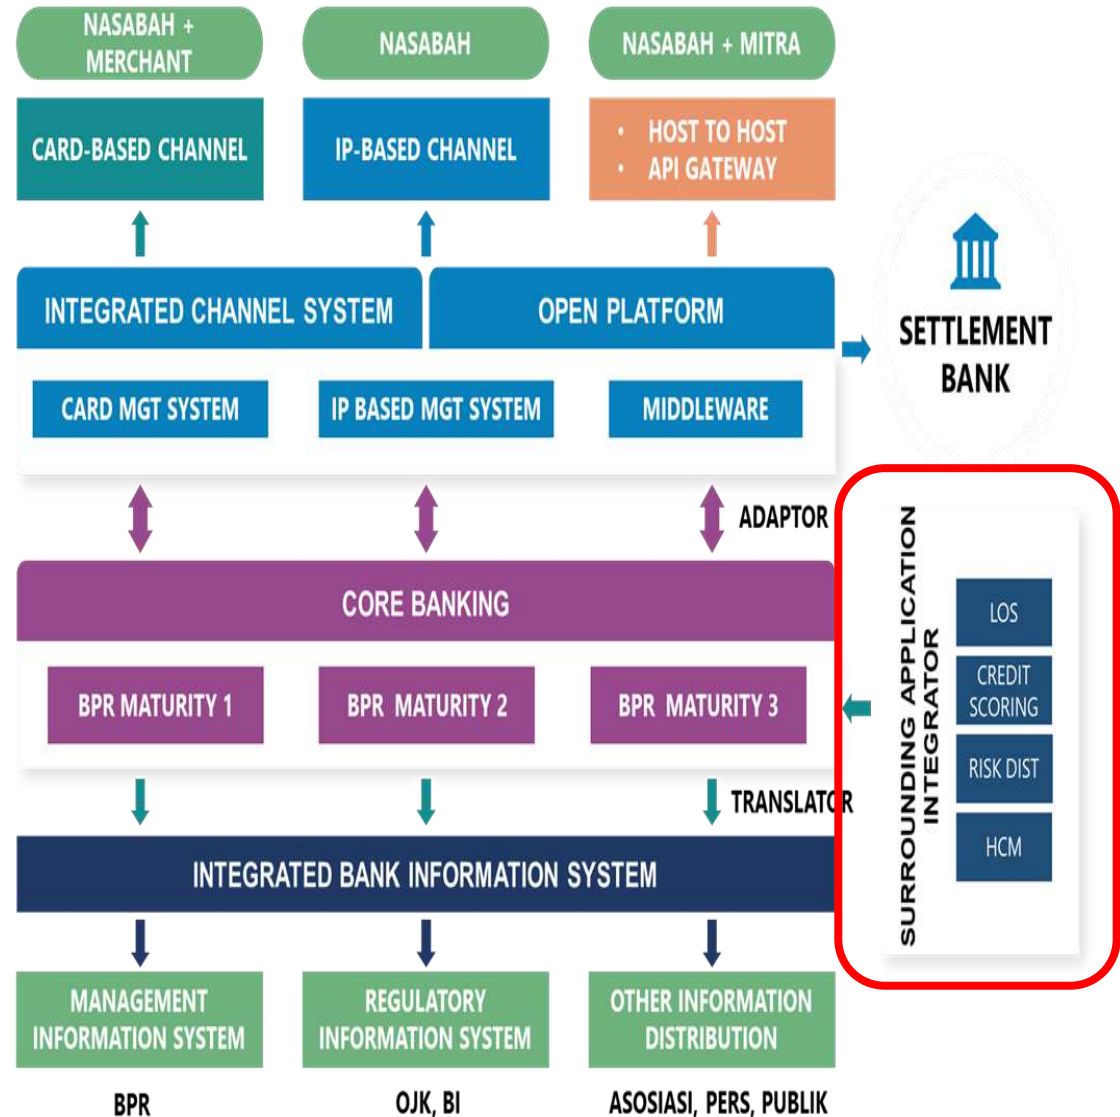 NASABAH +
MERCHANT
NASABAH
NASABAH + MITRA
CARD-BASED CHANNEL
IP-BASED CHANNEL
• HOST TO HOST
• API GATEWAY
INTEGRATED CHANNEL SYSTEM
OPEN PLATFORM
SETTLEMENT
BANK
CARD MGT SYSTEM
IP BASED MGT SYSTEM
MIDDLEWARE
ADAPTOR
CORE BANKING
BPR MATURITY 1
BPR MATURITY 2
BPR MATURITY 3
TRANSLATOR
SURROUNDING APPLICATION
INTEGRATOR
LOS
CREDIT
SCORING
RISK DIST
HCM
INTEGRATED BANK INFORMATION SYSTEM
MANAGEMENT
INFORMATION SYSTEM
REGULATORY
INFORMATION SYSTEM
OTHER INFORMATION
DISTRIBUTION
BPR
OJK, BI
ASOSIASI, PERS, PUBLIK